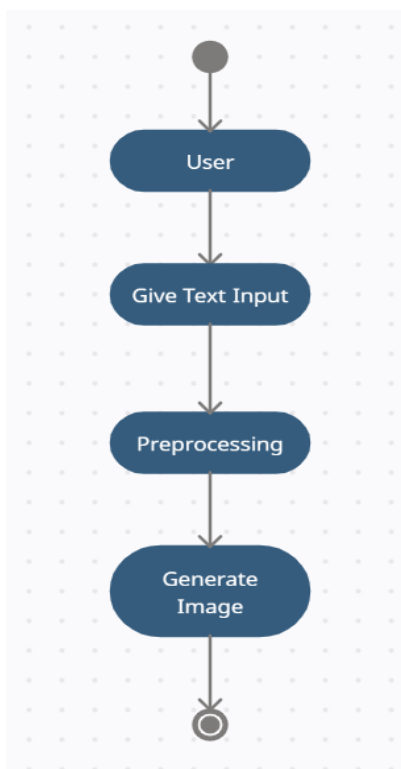 User
Give Text Input
Preprocessing
Generate
Image